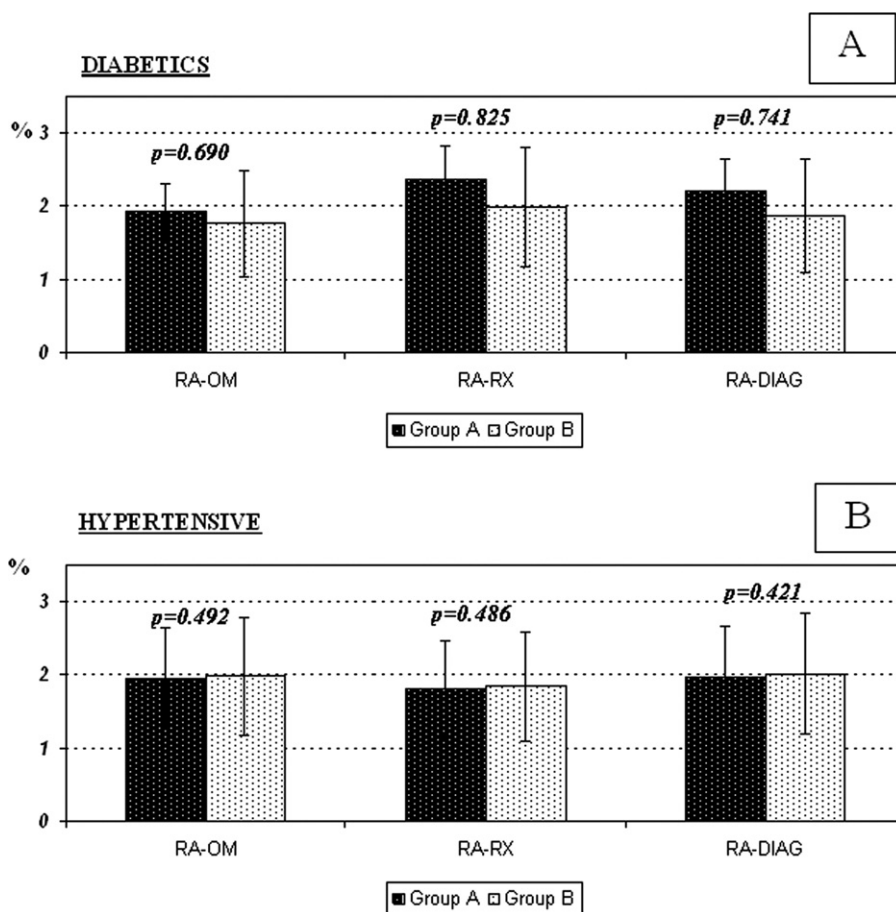 A
DIABETICS
% 3
p=0.825
p=0.741
p=0.690
2
1
0
RA-OM RA-RX RA-DIAG
Group A Group B
B
HYPERTENSIVE
%
3
p=0.492 p=0.486 p=0.421
2
1
0
RA-OM RA-RX RA-DIAG
Group A Group B